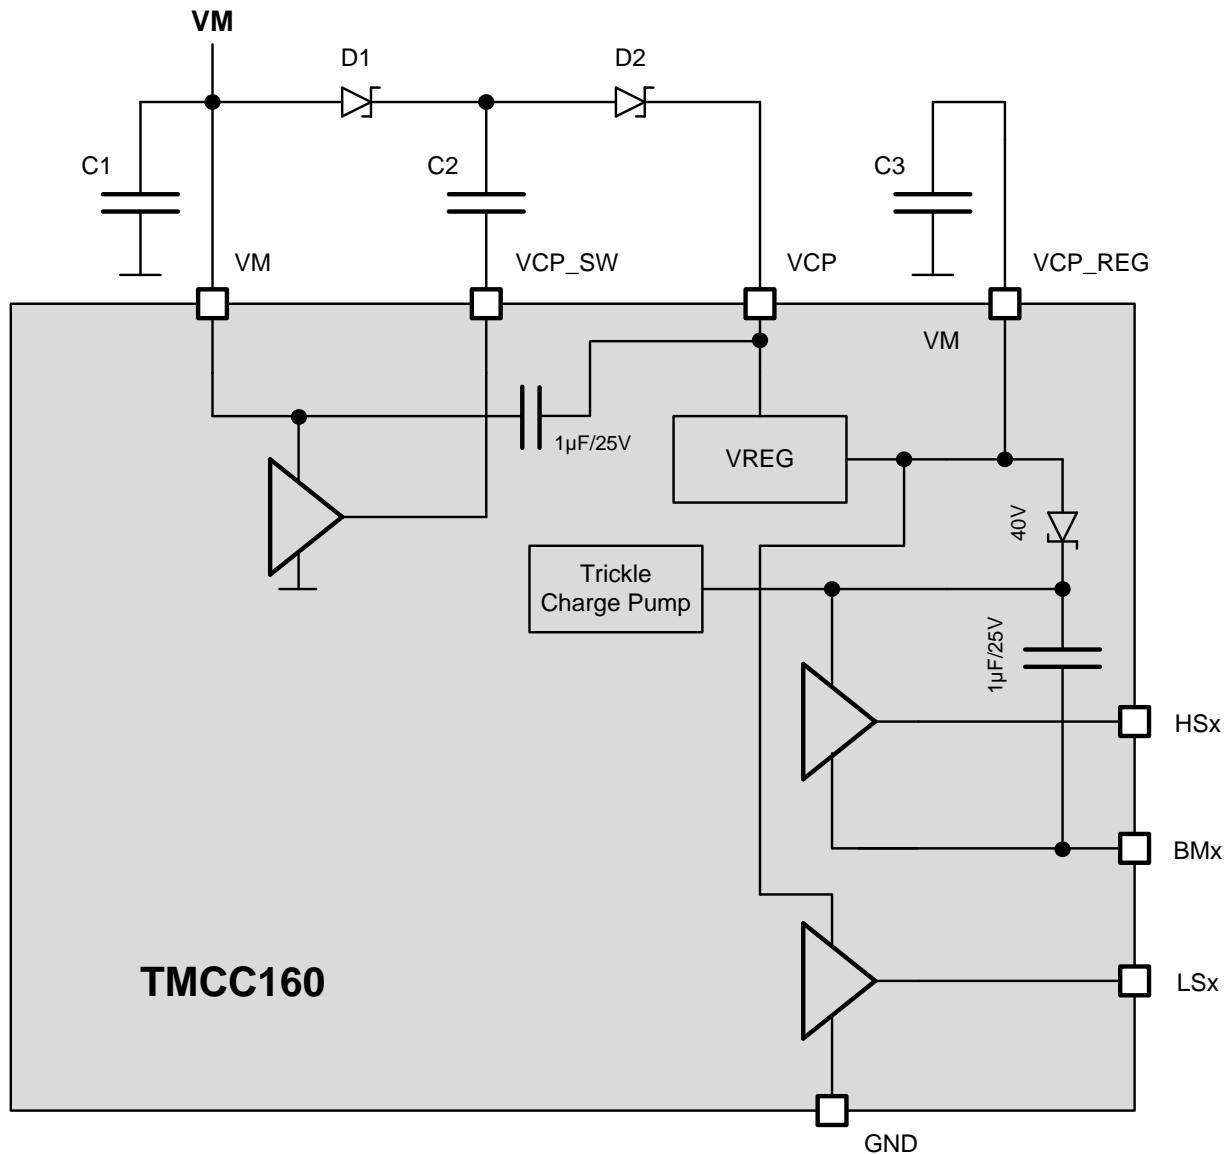 VM
D1
D2
C1
C2
C3
VM
VCP_SW
VCP
VCP_REG
VM
1µF/25V
VREG
40V
Trickle
Charge Pump
1µF/25V
HSx
BMx
TMCC160
LSx
GND